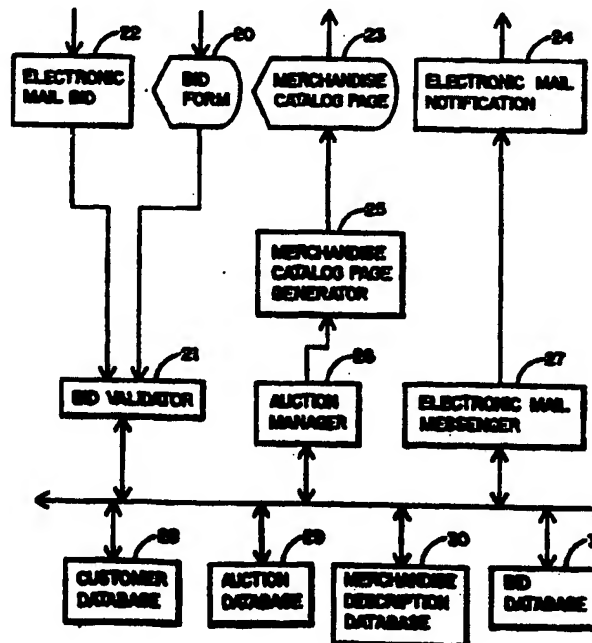 22
20
23
24
ELECTRONIC
MAIL BID
BID
FORM
MERCHANDISE
CATALOG PAGE
ELECTRONIC MAIL
NOTIFICATION
25
MERCHANDISE
CATALOG PAGE
GENERATOR
21
26
27
BID VALIDATOR
AUCTION
MANAGER
ELECTRONIC MAIL
MESSENGER
28
29
30
CUSTOMER
DATABASE
AUCTION
DATABASE
MERCHANDISE
DESCRIPTION
DATABASE
BID
DATABASE